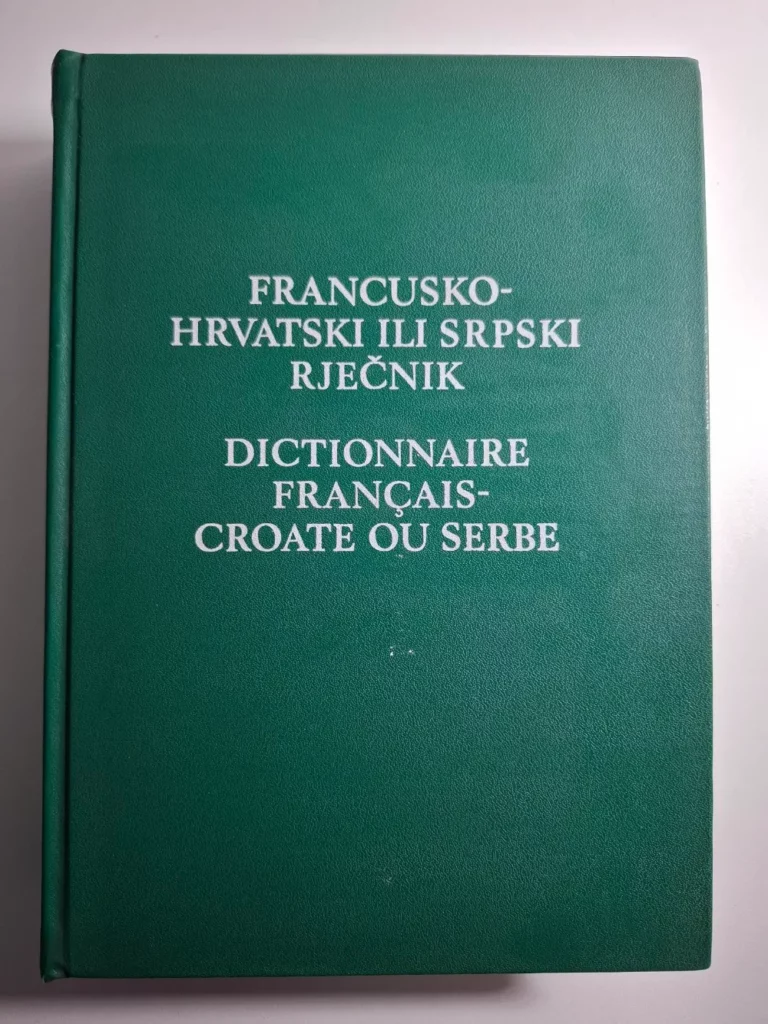 FRANCUSKO-
HRVATSKI ILI SRPSKI
RJEČNIK
DICTIONNAIRE
FRANÇAIS-
CROATE OU SERBE